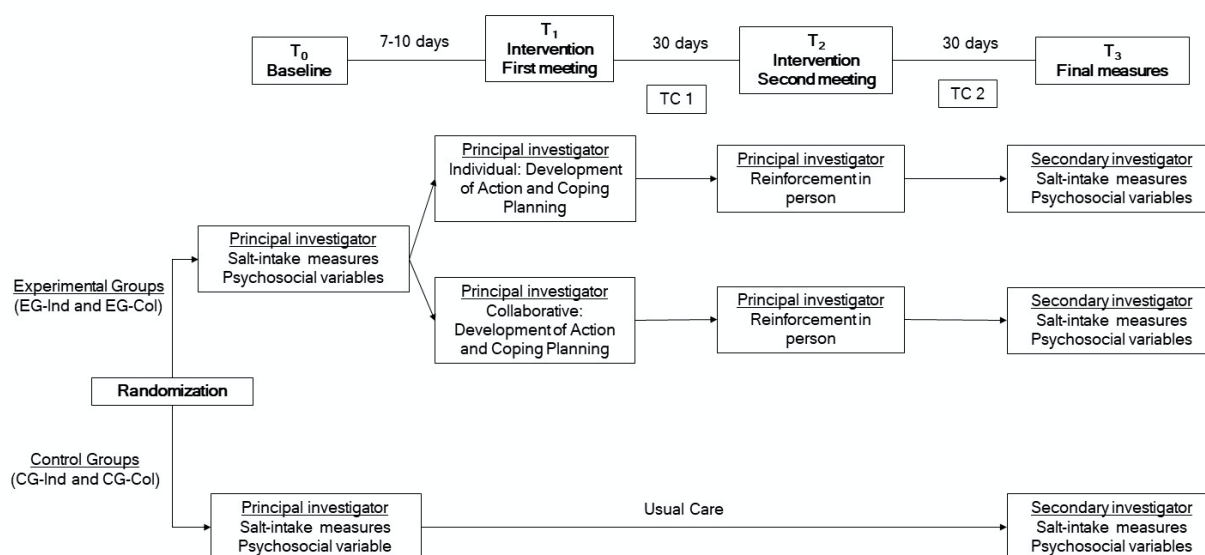 T₀
Baseline
7-10 days
T₁
Intervention
First meeting
30 days
TC 1
T₂
Intervention
Second meeting
30 days
TC 2
T₃
Final measures
Principal investigator
Individual: Development
of Action and Coping
Planning
Principal investigator
Reinforcement in
person
Secondary investigator
Salt-intake measures
Psychosocial variables
Experimental Groups
(EG-Ind and EG-Col)
Principal investigator
Salt-intake measures
Psychosocial variables
Principal investigator
Collaborative:
Development of Action
and Coping Planning
Principal investigator
Reinforcement in
person
Secondary investigator
Salt-intake measures
Psychosocial variables
Randomization
Control Groups
(CG-Ind and CG-Col)
Principal investigator
Salt-intake measures
Psychosocial variable
Usual Care
Secondary investigator
Salt-intake measures
Psychosocial variables